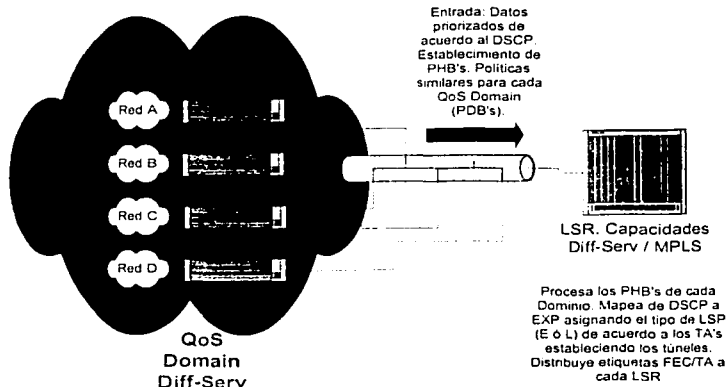 Entrada: Datos
priorizados de
acuerdo al DSCP.
Establecimiento de
PHB's. Políticas
similares para cada
QoS Domain
(PDB's).
Red A
Red B
Red C
Red D
LSR. Capacidades
Diff-Serv / MPLS
QoS
Domain
Diff-Serv
Procesa los PHB's de cada
Dominio. Mapea de DSCP a
EXP asignando el tipo de LSP
(E ó L) de acuerdo a los TA's
estableciendo los túneles.
Distribuye etiquetas FEC/TA a
cada LSR